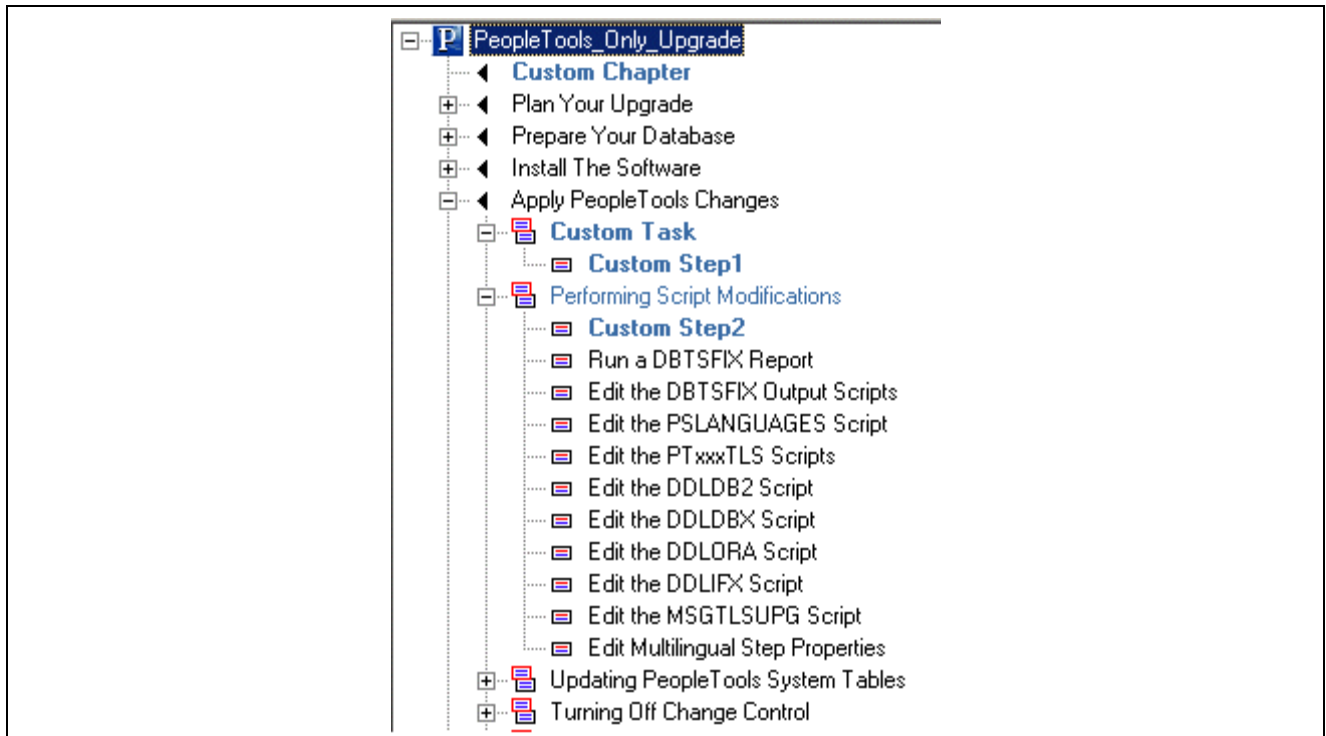 PeopleTools_Only_Upgrade
Custom Chapter
Plan Your Upgrade
Prepare Your Database
Install The Software
Apply PeopleTools Changes
Custom Task
Custom Step1
Performing Script Modifications
Custom Step2
Run a DBTSFIX Report
Edit the DBTSFIX Output Scripts
Edit the PSLANGUAGES Script
Edit the PTxxxTLS Scripts
Edit the DDLDB2 Script
Edit the DDLDBX Script
Edit the DDLORA Script
Edit the DDLIFX Script
Edit the MSGTLSUPG Script
Edit Multilingual Step Properties
Updating PeopleTools System Tables
Turning Off Change Control